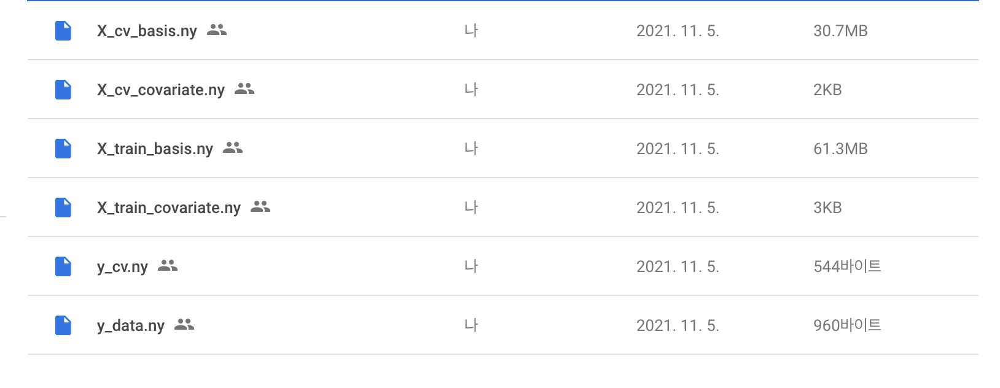 X_cv_basis.ny 나 2021. 11. 5. 30.7MB
X_cv_covariate.ny 나 2021. 11. 5. 2KB
X_train_basis.ny 나 2021. 11. 5. 61.3MB
X_train_covariate.ny 나 2021. 11. 5. 3KB
y_cv.ny 나 2021. 11. 5. 544바이트
y_data.ny 나 2021. 11. 5. 960바이트